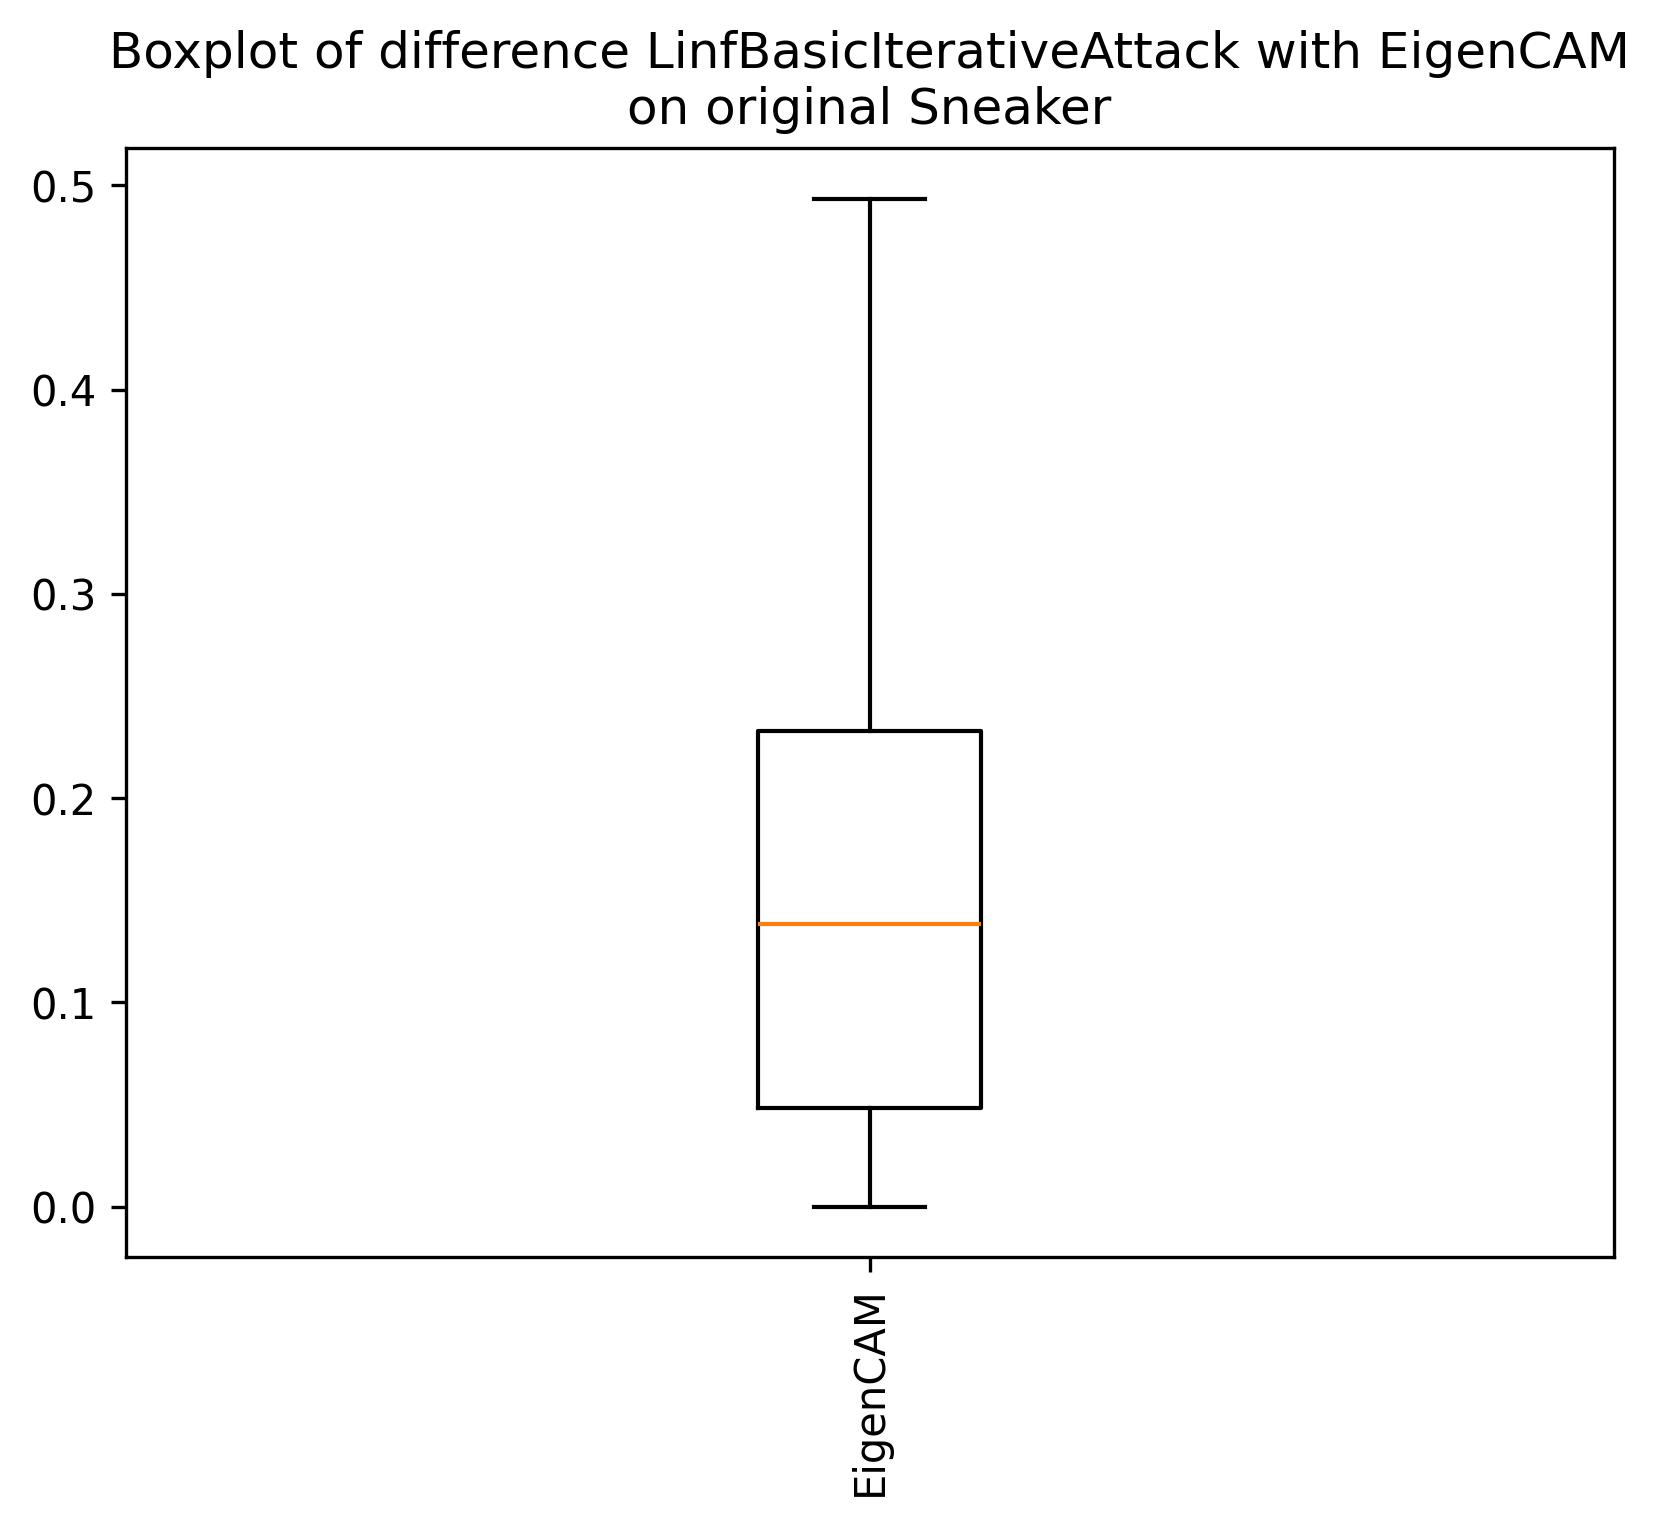 Boxplot of difference LinfBasicIterativeAttack with EigenCAM
on original Sneaker
0.5
0.4
0.3
0.2
0.1
0.0
EigenCAM